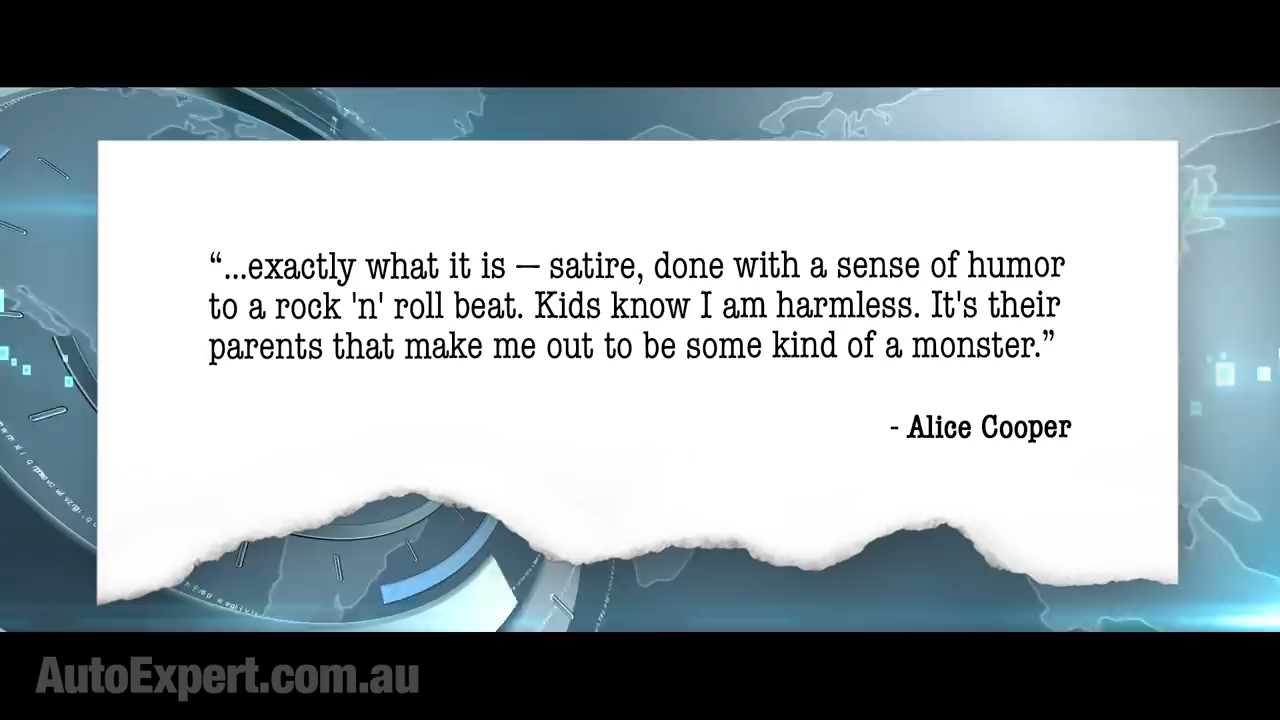 “...exactly what it is — satire, done with a sense of humor
to a rock 'n' roll beat. Kids know I am harmless. It's their
parents that make me out to be some kind of a monster.”
- Alice Cooper
AutoExpert.com.au